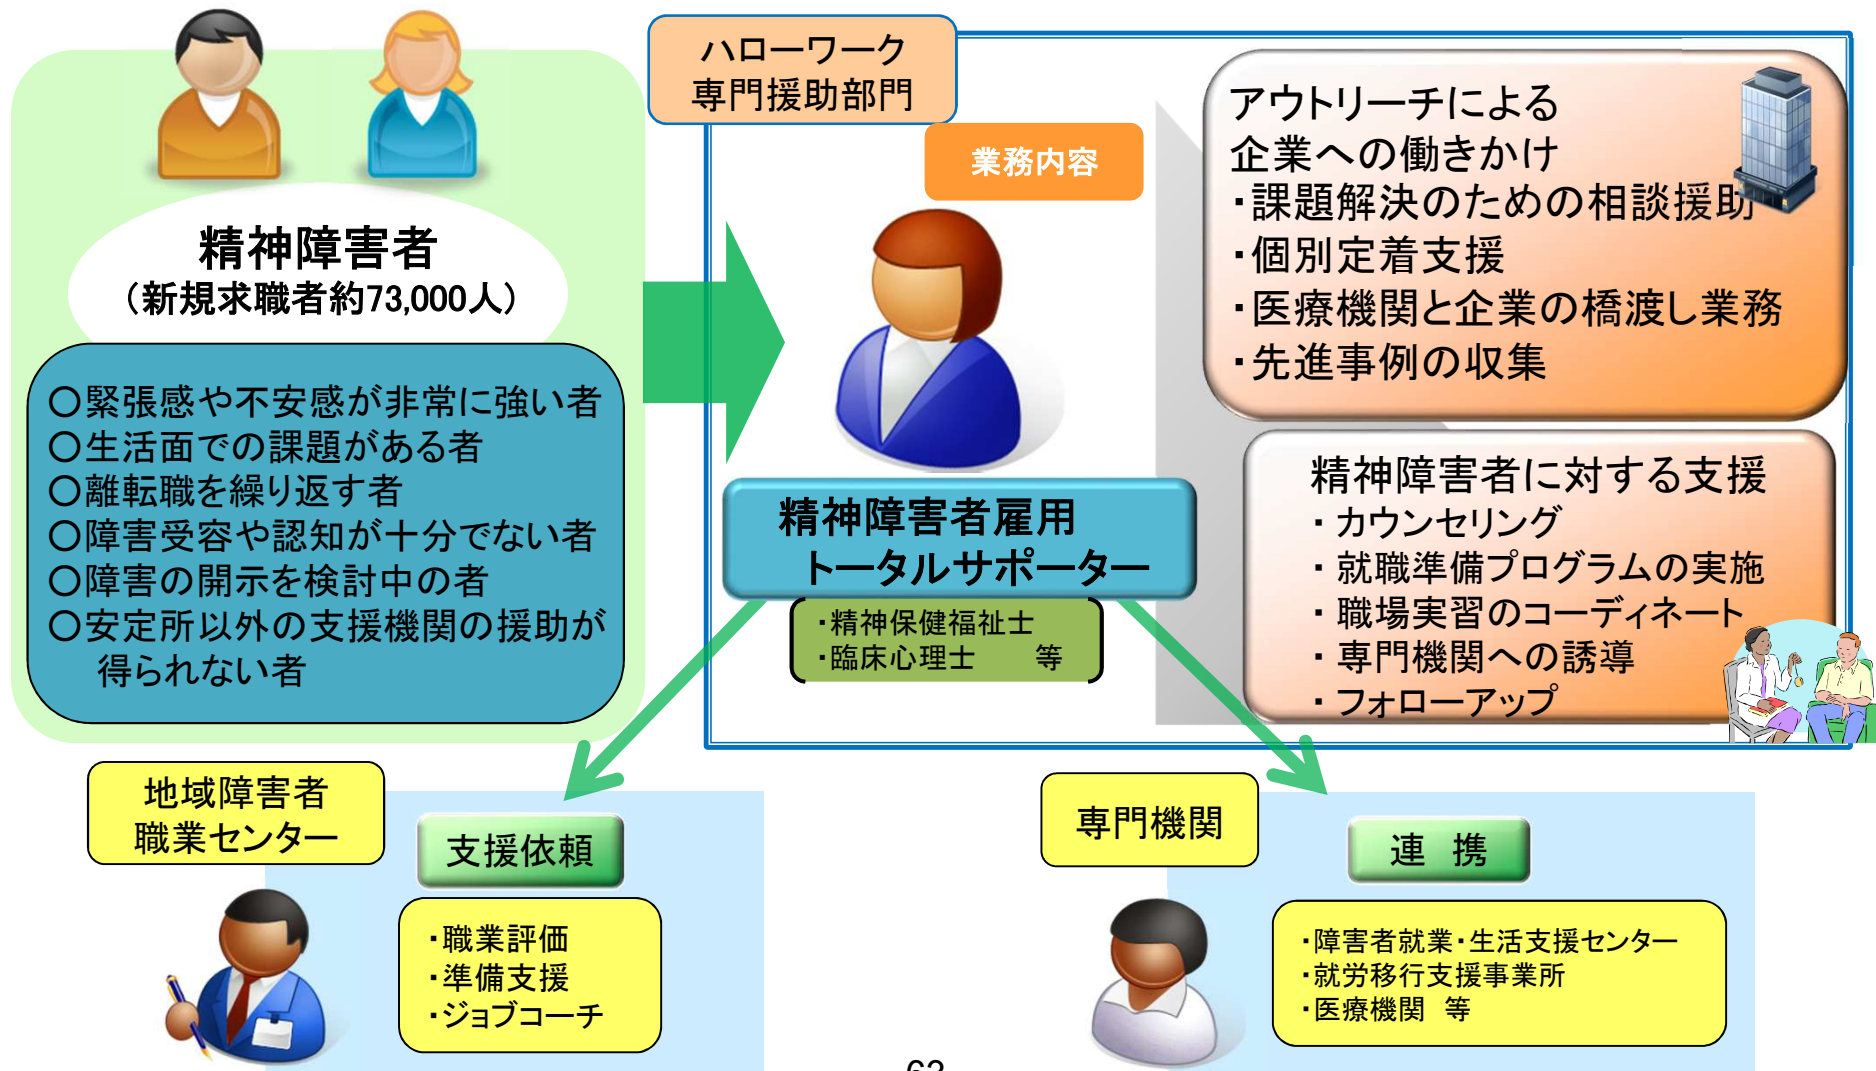 精神障害者
（新規求職者約73,000人）
○緊張感や不安感が非常に強い者
○生活面での課題がある者
○離転職を繰り返す者
○障害受容や認知が十分でない者
○障害の開示を検討中の者
○安定所以外の支援機関の援助が
得られない者
ハローワーク
専門援助部門
業務内容
精神障害者雇用
トータルサポーター
・精神保健福祉士
・臨床心理士　等
アウトリーチによる
企業への働きかけ
・課題解決のための相談援助
・個別定着支援
・医療機関と企業の橋渡し業務
・先進事例の収集
精神障害者に対する支援
・カウンセリング
・就職準備プログラムの実施
・職場実習のコーディネート
・専門機関への誘導
・フォローアップ
地域障害者
職業センター
支援依頼
・職業評価
・準備支援
・ジョブコーチ
専門機関
連　携
・障害者就業・生活支援センター
・就労移行支援事業所
・医療機関　等